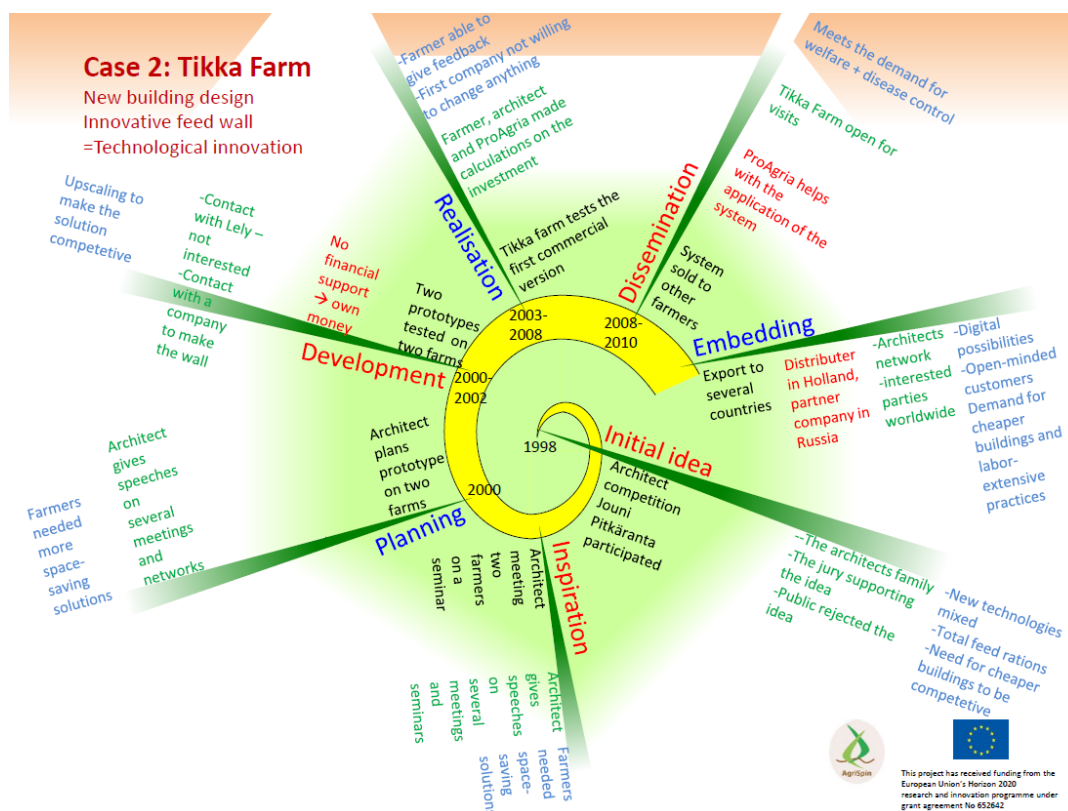 Case 2: Tikka Farm
New building design
Innovative feed wall
=Technological innovation
-Farmer able to
give feedback
-First company not willing
to change anything
Farmer, architect
and ProAgria made
calculations on the
investment
Realisation
Tikka farm tests the
first commercial
version
2003-
2008
Meets the demand for
welfare + disease control
Tikka Farm open for
visits
ProAgria helps
with the
application of the
system
Dissemination
System
sold to
other
farmers
2008-
2010
Upscaling to
make the
solution
competetive
-Contact
with Lely –
not
interested
-Contact
with a
company
to make
the wall
No
financial
support
→ own
money
Two
prototypes
tested on
two farms
Development
2000-
2002
Embedding
Export to
several
countries
Distributer
in Holland,
partner
company in
Russia
-Architects
network
-interested
parties
worldwide
-Digital
possibilities
-Open-minded
customers
Demand for
cheaper
buildings and
labor-
extensive
practices
1998
Initial idea
Architect
competition
Jouni
Pitkäranta
participated
--The architects family
-The jury supporting
the idea
-Public rejected the
idea
-New technologies
mixed
-Total feed rations
-Need for cheaper
buildings to be
competetive
Architect
plans
prototype
on two
farms
2000
Planning
Architect
gives
speeches
on
several
meetings
and
networks
Farmers
needed
more
space-
saving
solutions
Inspiration
Architect
meeting
two
farmers
on a
seminar
Architect
gives
speeches
on
several
meetings
and
seminars
Farmers
needed
space-
saving
solutions
AgriSpin
This project has received funding from the
European Union's Horizon 2020
research and innovation programme under
grant agreement No 652642